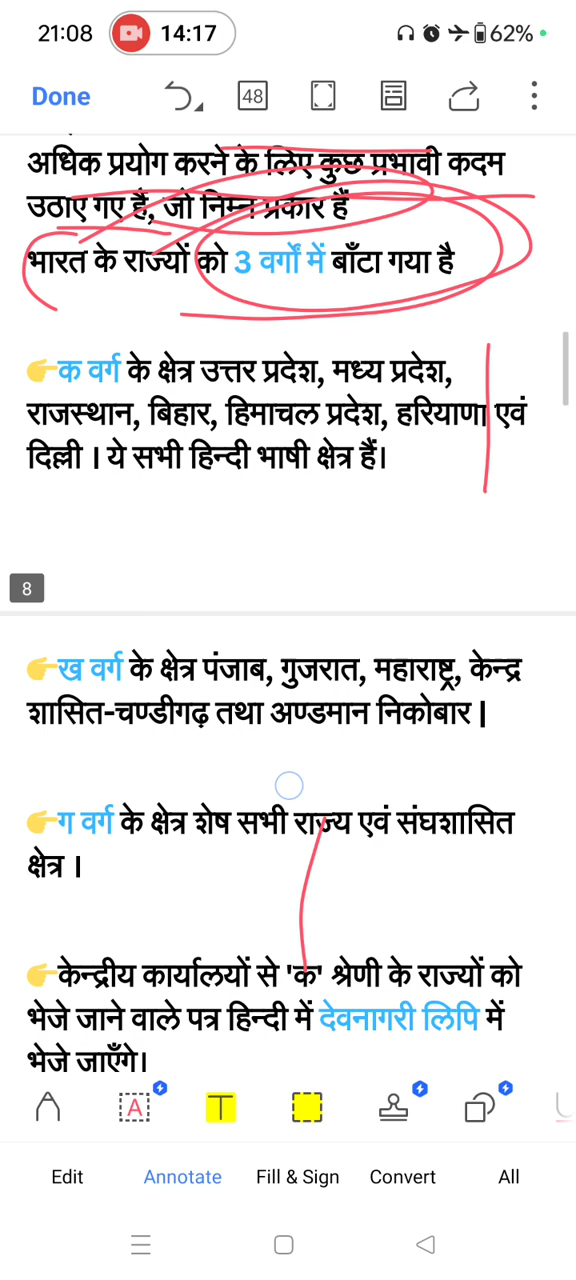 21:08 14:17 62%
Done 48
अधिक प्रयोग करने के लिए कुछ प्रभावी कदम
उठाए गए हैं, जो निम्न प्रकार हैं
भारत के राज्यों को 3 वर्गों में बाँटा गया है
👉क वर्ग के क्षेत्र उत्तर प्रदेश, मध्य प्रदेश,
राजस्थान, बिहार, हिमाचल प्रदेश, हरियाणा एवं
दिल्ली । ये सभी हिन्दी भाषी क्षेत्र हैं।
8
👉ख वर्ग के क्षेत्र पंजाब, गुजरात, महाराष्ट्र, केन्द्र
शासित-चण्डीगढ़ तथा अण्डमान निकोबार |
👉ग वर्ग के क्षेत्र शेष सभी राज्य एवं संघशासित
क्षेत्र ।
👉केन्द्रीय कार्यालयों से 'क' श्रेणी के राज्यों को
भेजे जाने वाले पत्र हिन्दी में देवनागरी लिपि में
भेजे जाएँगे।
A T
Edit Annotate Fill & Sign Convert All